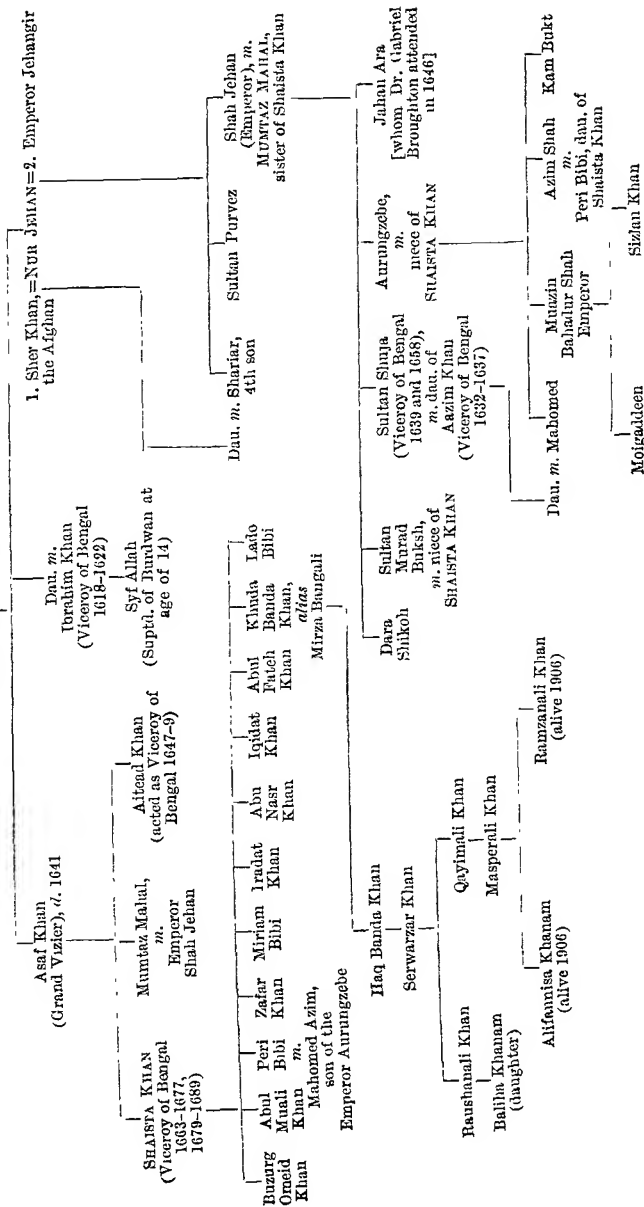 1. Sher Khan, =NUR JEHAN=2. Emperor Jehangir
the Afghan
Asaf Khan
(Grand Vizier), d. 1641
Dau. m.
Ibrahim Khan
(Viceroy of Bengal
1618-1622)
Syf Allah
(Suptd. of Burdwan at
age of 14)
Dau. m. Shariar,
4th son
Sultan Purvez
Shah Jehan
(Emperor), m.
MUMTAZ MAHAL,
sister of Shaista Khan
SHAISTA KHAN
(Viceroy of Bengal
1663-1677,
1679-1689)
Mumtaz Mahal,
m.
Emperor
Shah Jehan
Aitead Khan
(acted as Viceroy of
Bengal 1647-9)
Buzurg
Omeid
Khan
Abul
Muali
Khan
Peri
Bibi
m.
Mahomed Azim,
son of the
Emperor Aurungzebe
Zafar
Khan
Miriam
Bibi
Iradat
Khan
Abu
Nasr
Khan
Iqidat
Khan
Abul
Fateh
Khan
Khuda
Banda
Khan,
alias
Mirza Bangali
Lado
Bibi
Dara
Shikoh
Sultan
Murad
Buksh,
m. niece of
SHAISTA KHAN
Sultan Shuja
(Viceroy of Bengal
1639 and 1658),
m. dau. of
Aazim Khan
(Viceroy of Bengal
1632-1637)
Aurungzebe,
m.
niece of
SHAISTA KHAN
Jahan Ara
[whom Dr. Gabriel
Broughton attended
in 1646]
Haq Banda Khan
Serwarzar Khan
Raushanali Khan
Baliha Khanam
(daughter)
Qayimali Khan
Masperali Khan
Alifannisa Khanam
(alive 1906)
Ramzanali Khan
(alive 1906)
Dau. m. Mahomed
Muazin
Bahadur Shah
Emperor
Azim Shah
m.
Peri Bibi, dau. of
Shaista Khan
Kam Bukt
Moigaddeen
Sizlan Khan